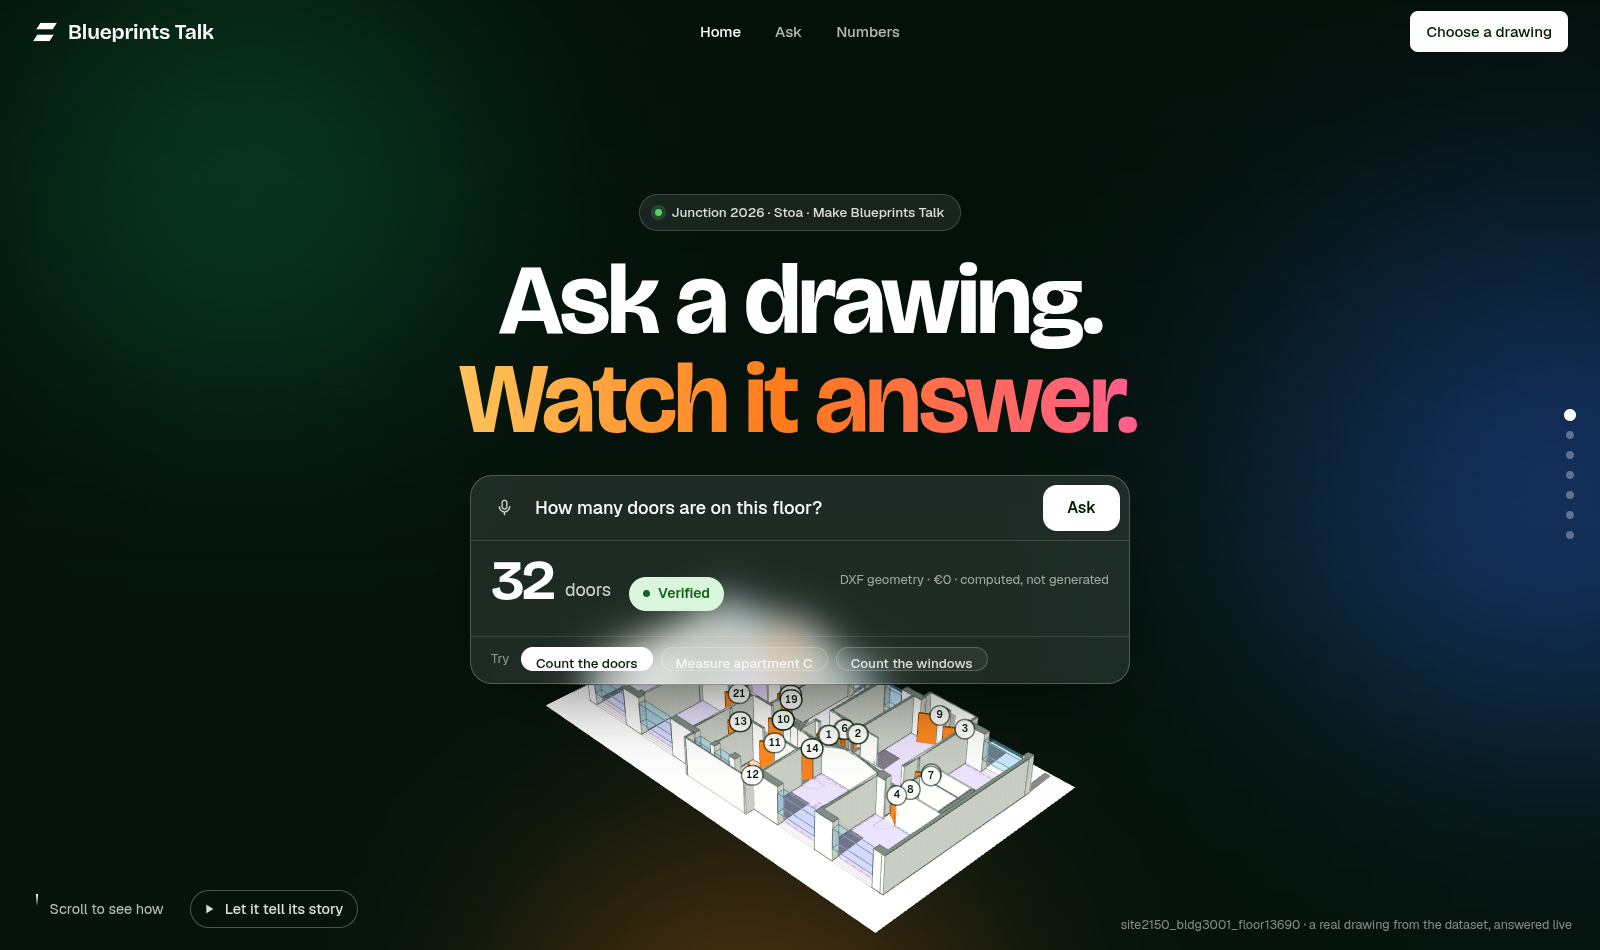 Blueprints Talk
Home
Ask
Numbers
Choose a drawing
Junction 2026 · Stoa · Make Blueprints Talk
Ask a drawing.
Watch it answer.
How many doors are on this floor?
Ask
32 doors
Verified
DXF geometry · €0 · computed, not generated
Try
Count the doors
Measure apartment C
Count the windows
21
19
9
13
10
6
3
1
2
11
14
12
7
8
4
Scroll to see how
Let it tell its story
site2150_bldg3001_floor13690 · a real drawing from the dataset, answered live